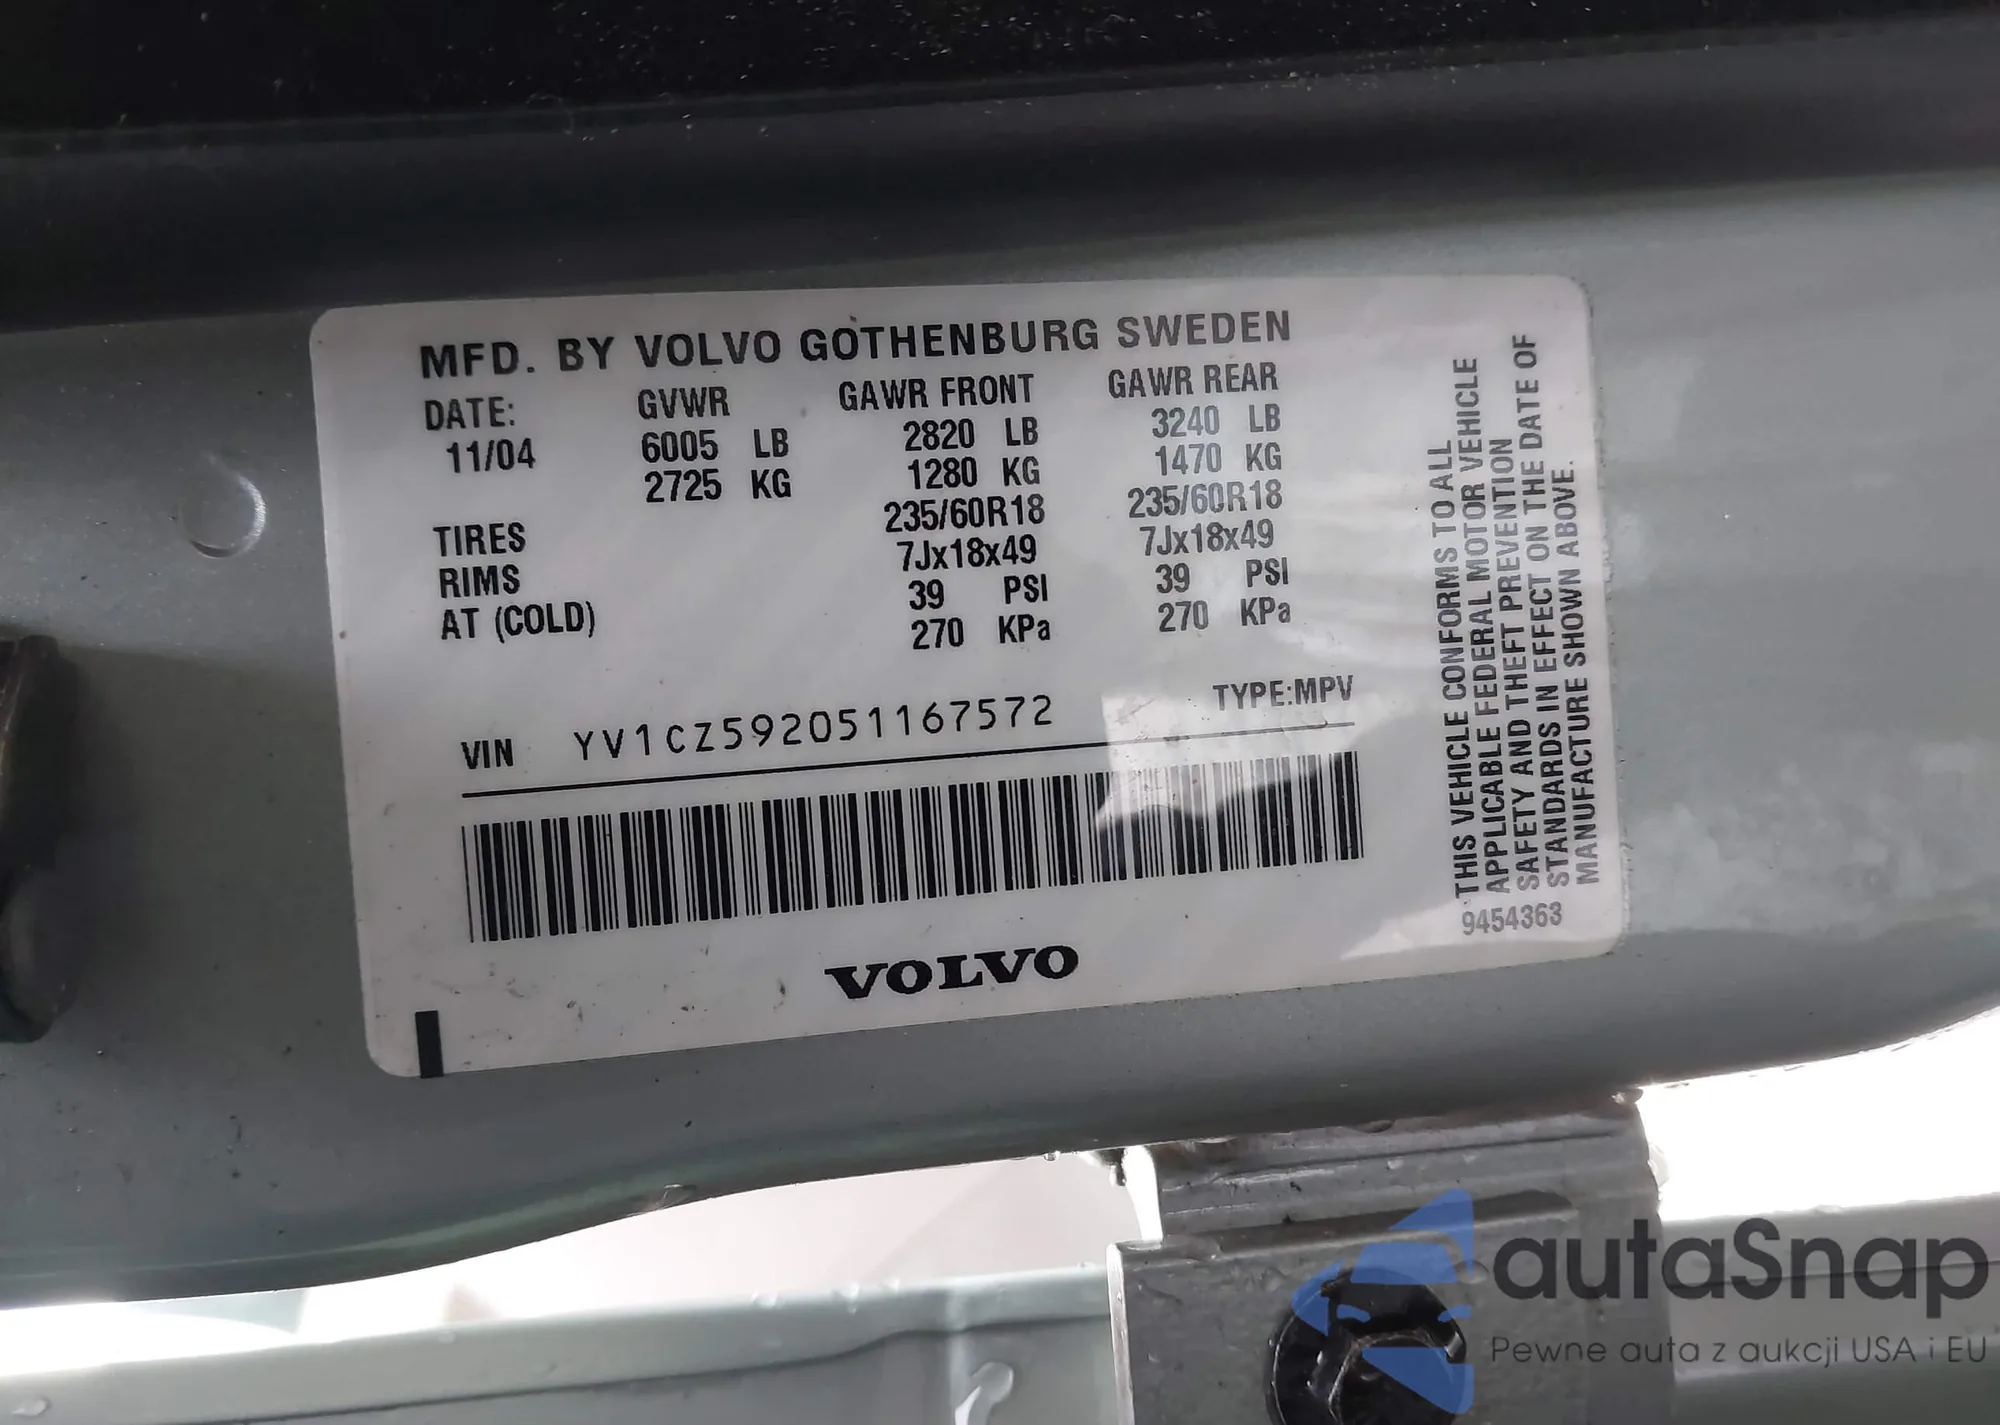 MFD. BY VOLVO GOTHENBURG SWEDEN
DATE: GVWR GAWR FRONT GAWR REAR
11/04 6005 LB 2820 LB 3240 LB
2725 KG 1280 KG 1470 KG
TIRES 235/60R18 235/60R18
RIMS 7Jx18x49 7Jx18x49
AT (COLD) 39 PSI 39 PSI
270 KPa 270 KPa
VIN YV1CZ592051167572 TYPE:MPV
VOLVO
THIS VEHICLE CONFORMS TO ALL
APPLICABLE FEDERAL MOTOR VEHICLE
SAFETY AND THEFT PREVENTION
STANDARDS IN EFFECT ON THE DATE OF
MANUFACTURE SHOWN ABOVE.
9454363
autaSnap
Pewne auta z aukcji USA i EU